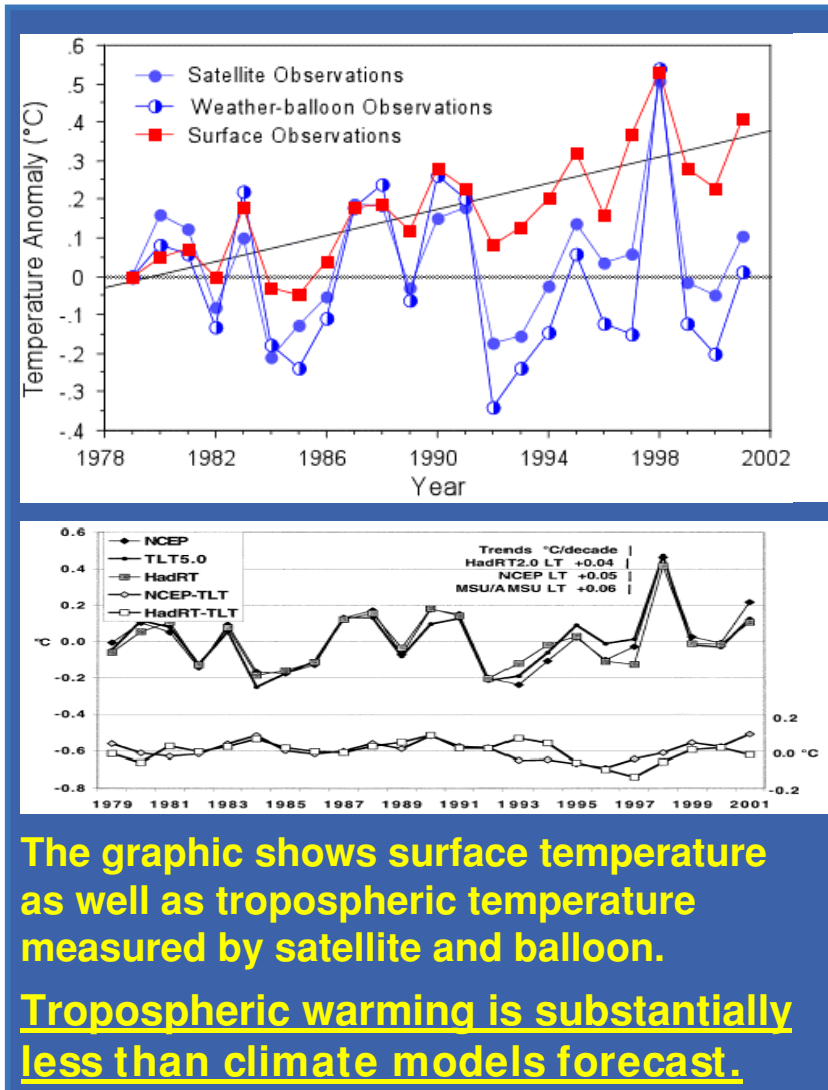 .6
.5
.4
.3
.2
.1
0
-.1
-.2
-.3
-.4
Temperature Anomaly (°C)
Satellite Observations
Weather-balloon Observations
Surface Observations
1978 1982 1986 1990 1994 1998 2002
Year
0.6
0.4
0.2
0.0
-0.2
-0.4
-0.6
-0.8
NCEP
TLT5.0
HadRT
NCEP-TLT
HadRT-TLT
Trends °C/decade |
HadRT2.0 LT +0.04 |
NCEP LT +0.05 |
MSU/AMSU LT +0.06 |
0.2
0.0 °C
-0.2
1979 1981 1983 1985 1987 1989 1991 1993 1995 1997 1999 2001
The graphic shows surface temperature
as well as tropospheric temperature
measured by satellite and balloon.
Tropospheric warming is substantially
less than climate models forecast.